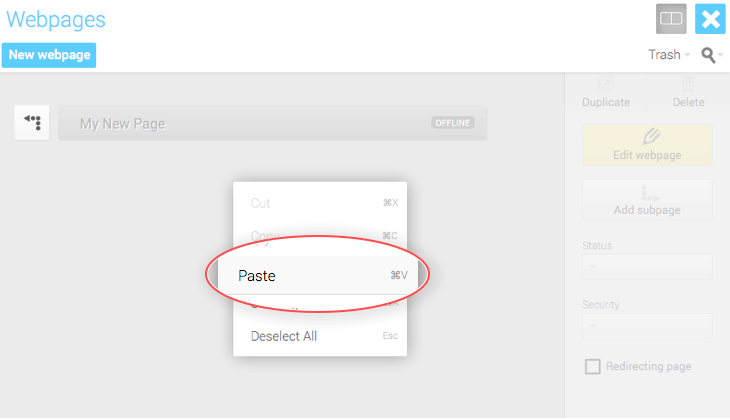 Webpages
New webpage
Trash
Duplicate Delete
My New Page OFFLINE
Edit webpage
Cut ⌘X
Copy ⌘C
Add subpage
Paste ⌘V
Status
Deselect All Esc
Security
Redirecting page